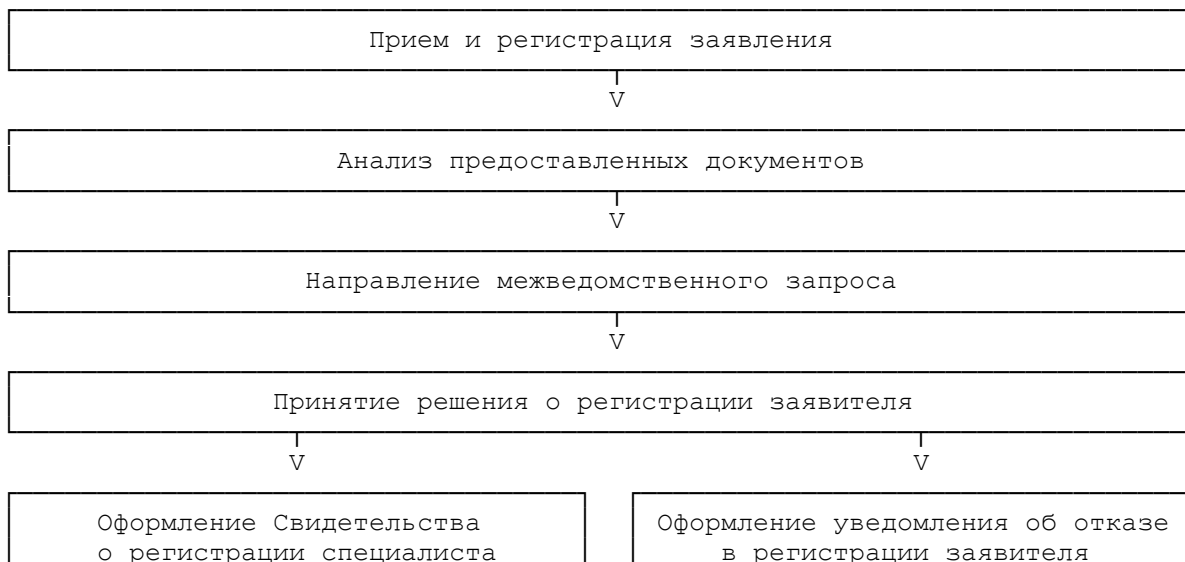 Прием и регистрация заявления
V
Анализ предоставленных документов
V
Направление межведомственного запроса
V
Принятие решения о регистрации заявителя
V V
Оформление Свидетельства
о регистрации специалиста
Оформление уведомления об отказе
в регистрации заявителя